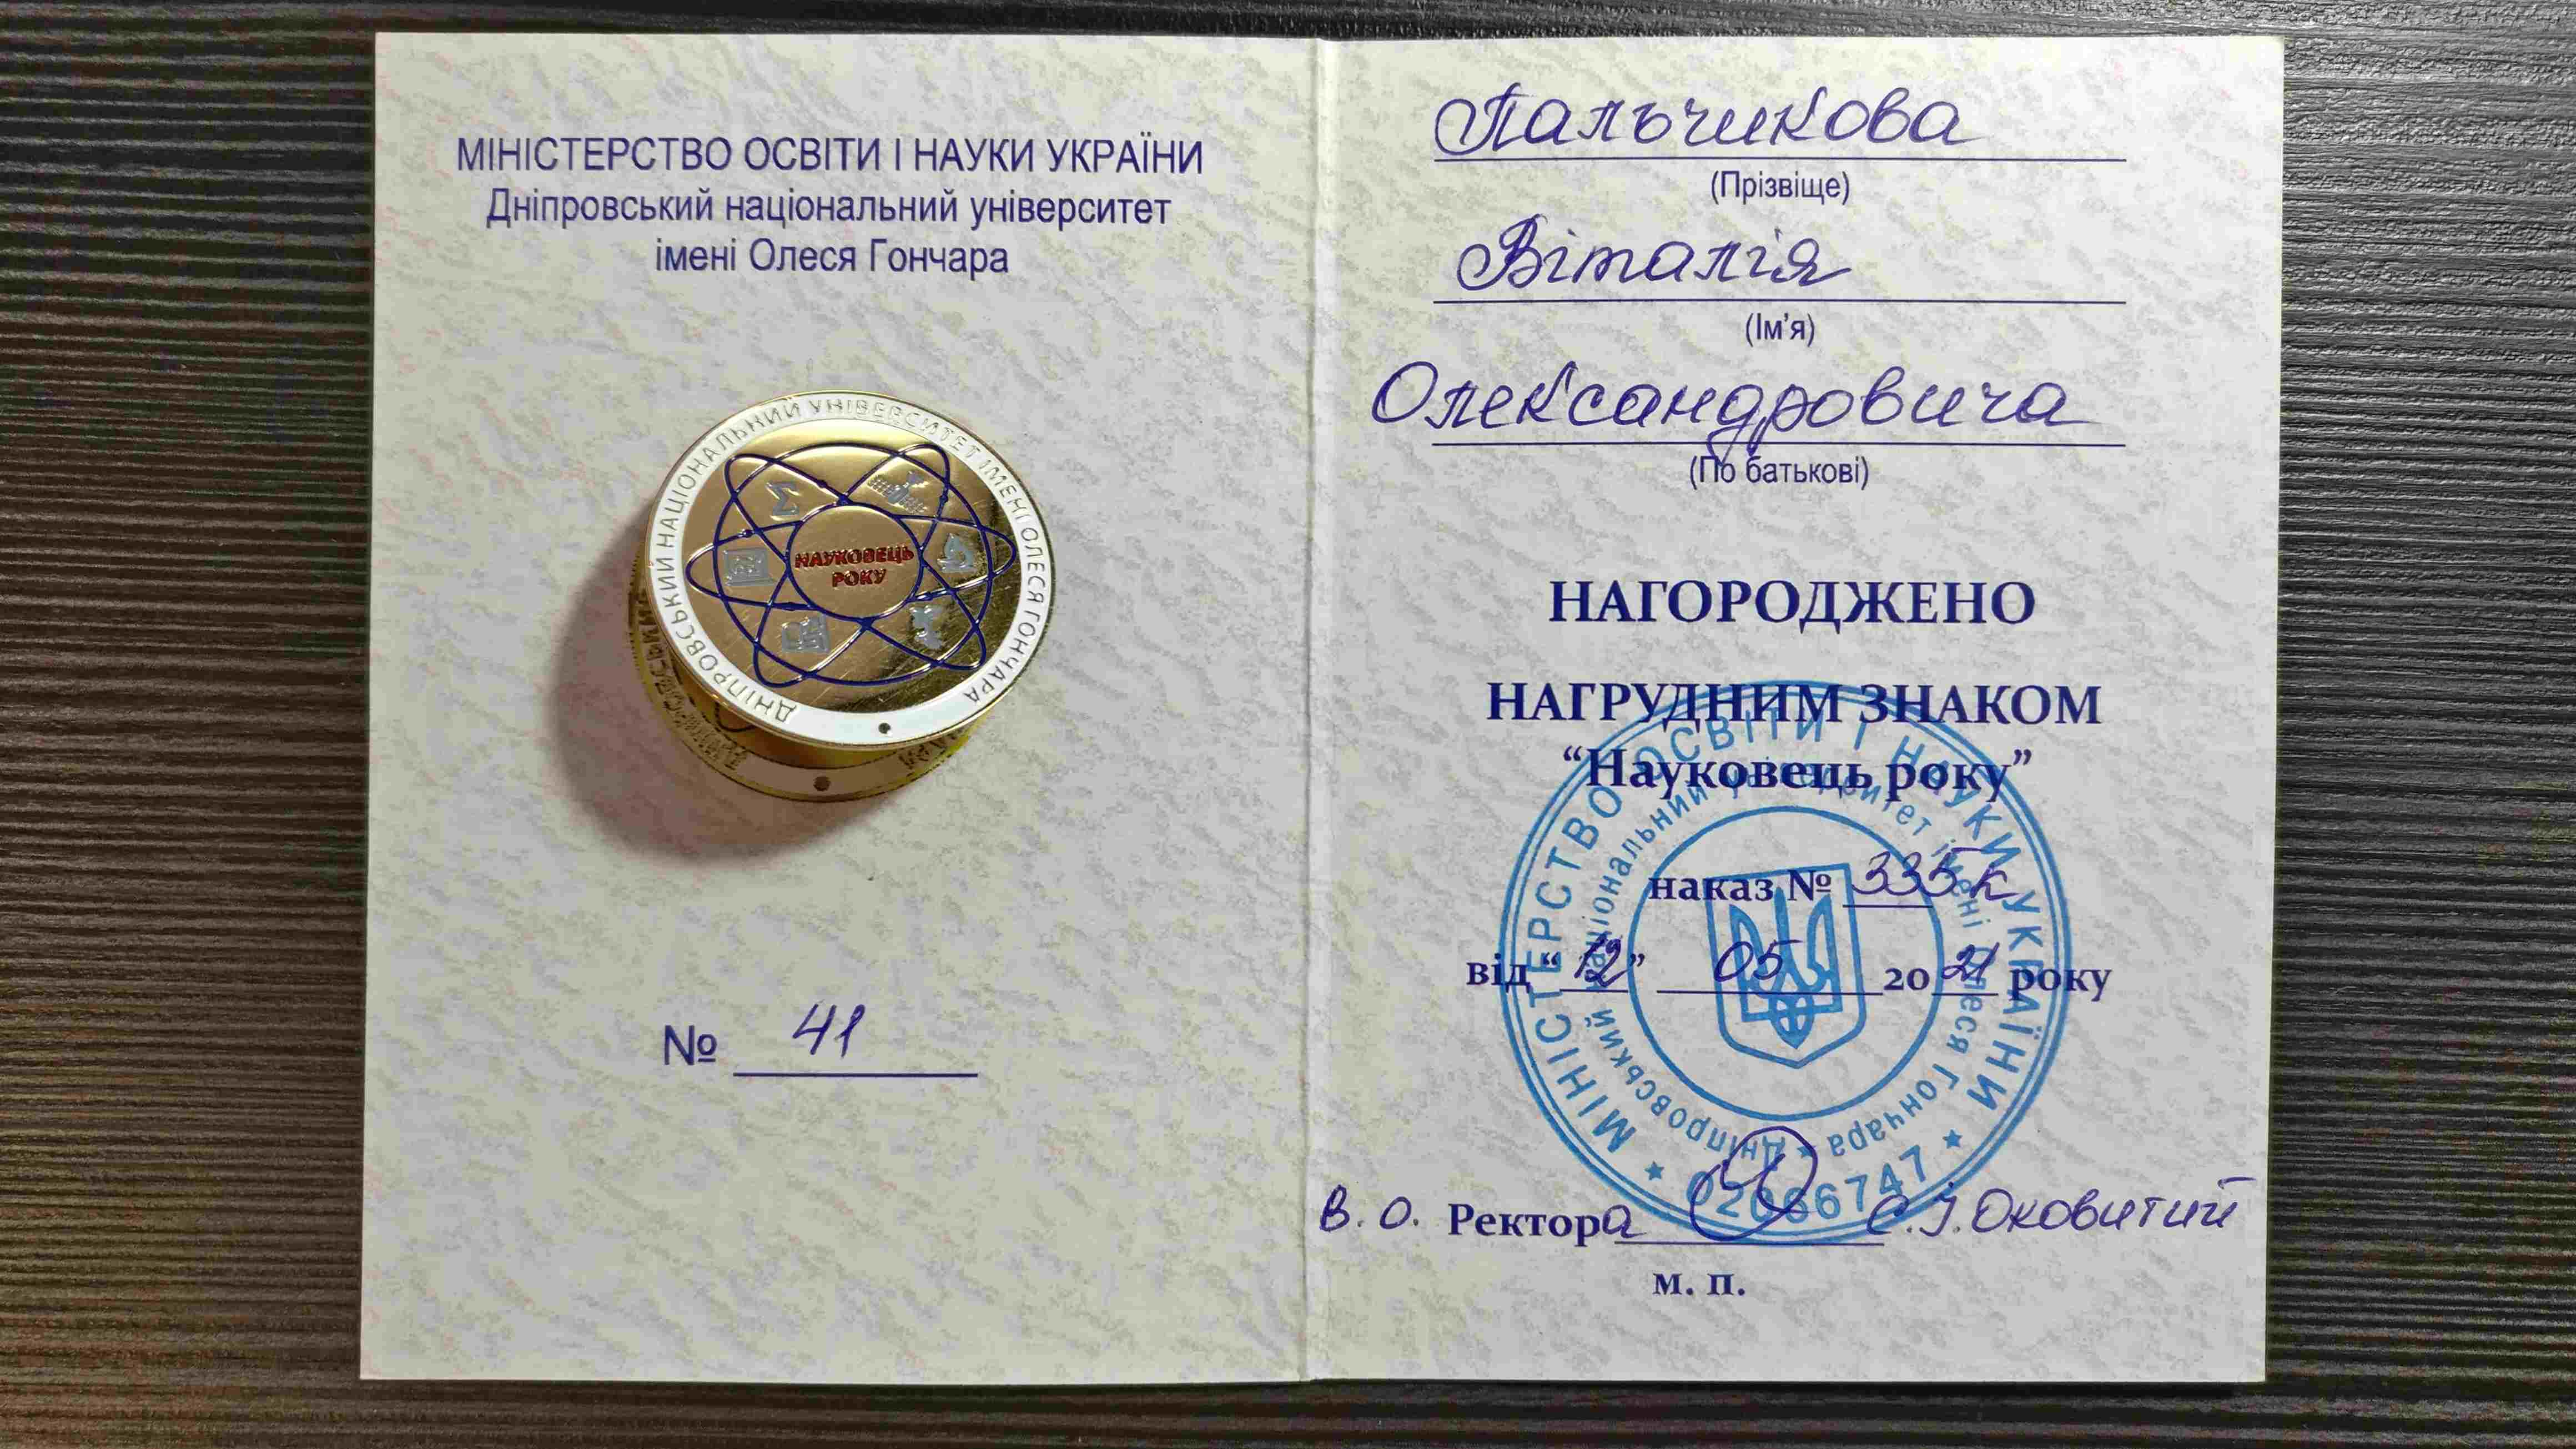 МІНІСТЕРСТВО ОСВІТИ І НАУКИ УКРАЇНИ
Дніпровський національний університет
імені Олеся Гончара
ДНІПРОВСЬКИЙ НАЦІОНАЛЬНИЙ УНІВЕРСИТЕТ ІМЕНІ ОЛЕСЯ ГОНЧАРА
НАУКОВЕЦЬ
РОКУ
№ 41
Пальчикова
(Прізвище)
Віталія
(Ім'я)
Олександровича
(По батькові)
НАГОРОДЖЕНО
НАГРУДНИМ ЗНАКОМ
“Науковець року”
наказ № 335к
від “12” 05 2021 року
В. О. Ректора С.І. Оковитий
м. п.
МІНІСТЕРСТВО ОСВІТИ І НАУКИ УКРАЇНИ
Дніпровський національний університет імені Олеся Гончара
02066747